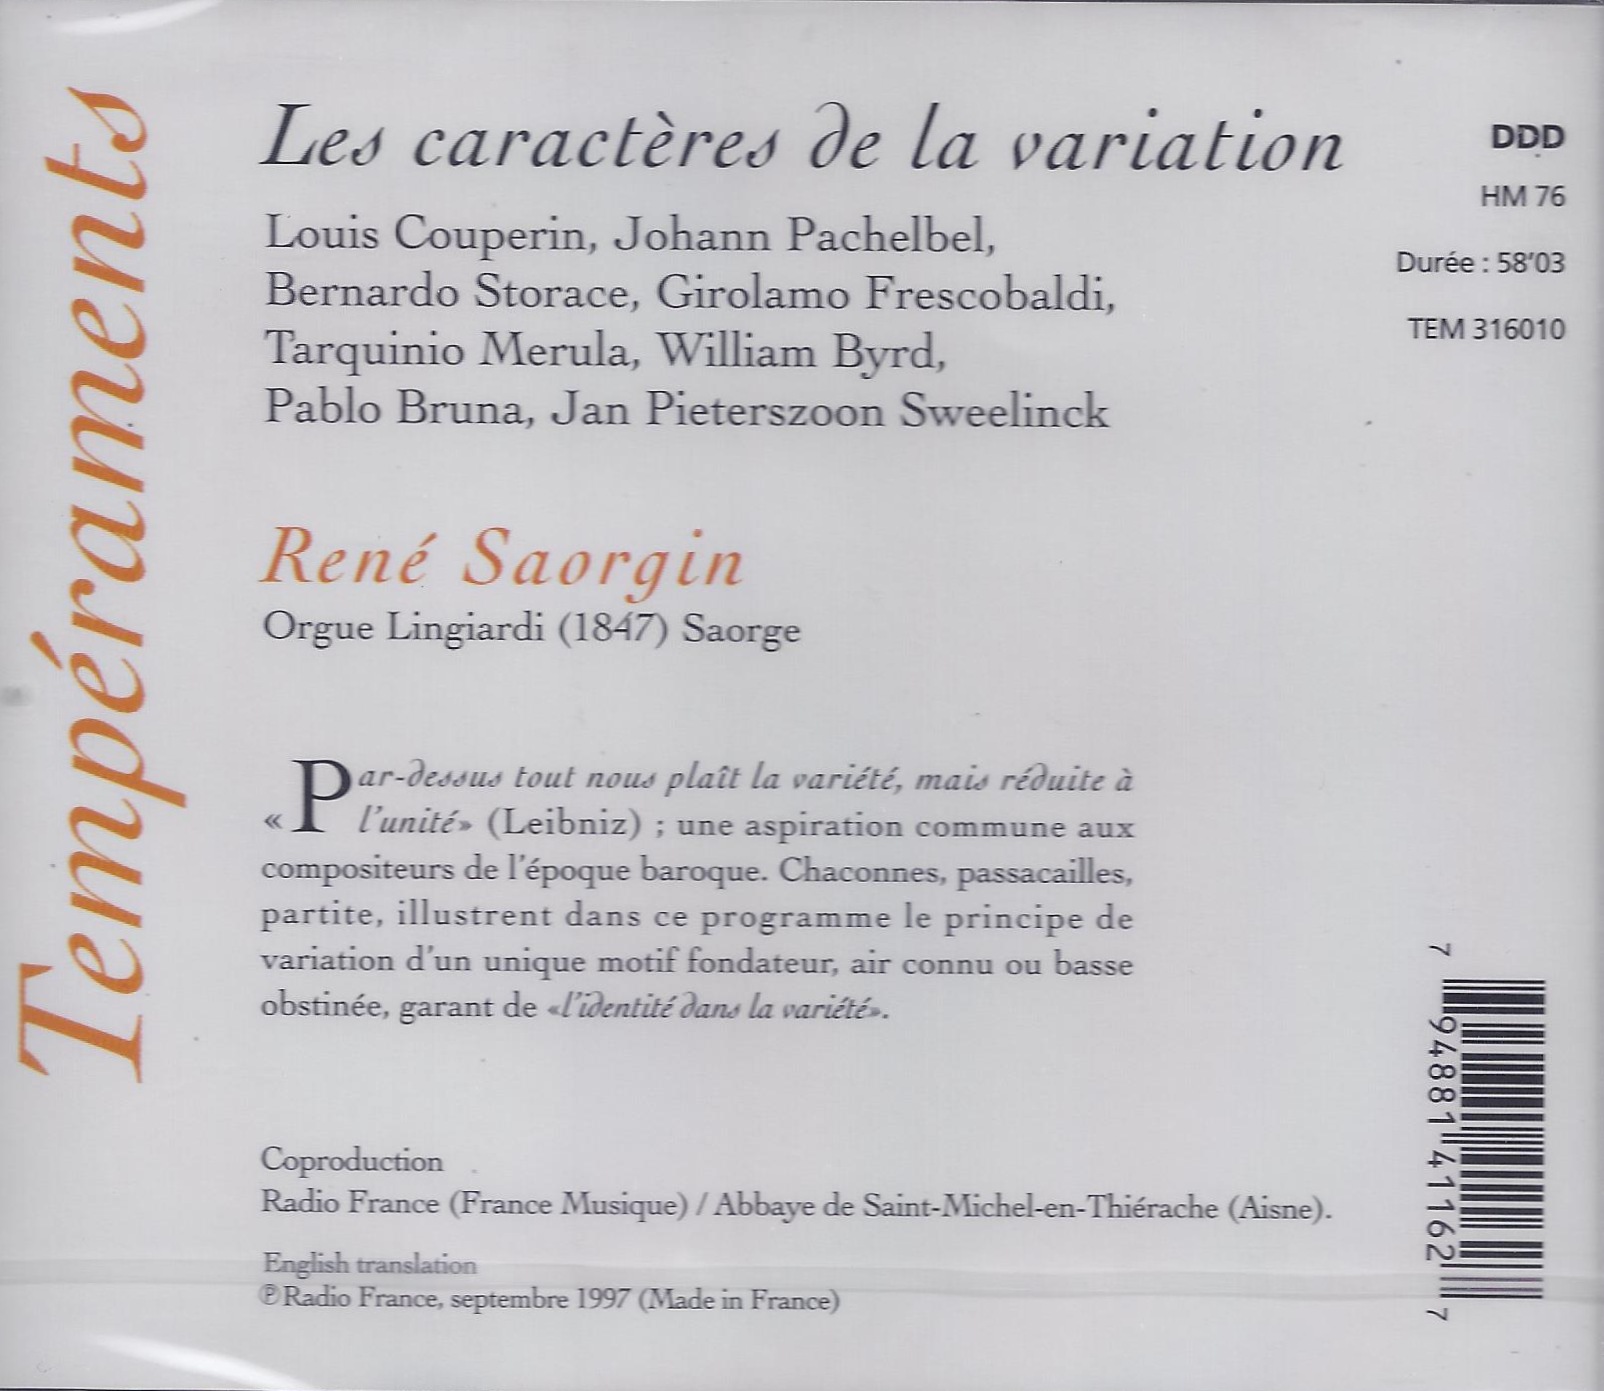 Tempéraments
Les caractères de la variation
Louis Couperin, Johann Pachelbel,
Bernardo Storace, Girolamo Frescobaldi,
Tarquinio Merula, William Byrd,
Pablo Bruna, Jan Pieterszoon Sweelinck
DDD
HM 76
Durée : 58'03
TEM 316010
René Saorgin
Orgue Lingiardi (1847) Saorge
« Par-dessus tout nous plaît la variété, mais réduite à
l'unité» (Leibniz) ; une aspiration commune aux
compositeurs de l'époque baroque. Chaconnes, passacailles,
partite, illustrent dans ce programme le principe de
variation d'un unique motif fondateur, air connu ou basse
obstinée, garant de «l'identité dans la variété».
Coproduction
Radio France (France Musique) / Abbaye de Saint-Michel-en-Thiérache (Aisne).
English translation
℗ Radio France, septembre 1997 (Made in France)
7 94881 41162 7